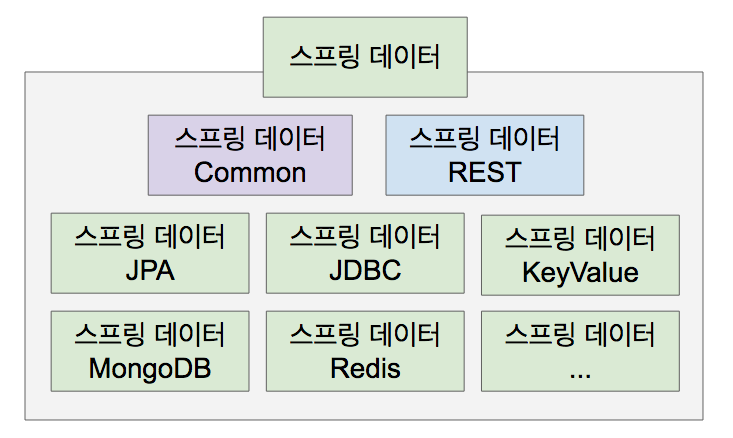 스프링 데이터
스프링 데이터
Common
스프링 데이터
REST
스프링 데이터
JPA
스프링 데이터
JDBC
스프링 데이터
KeyValue
스프링 데이터
MongoDB
스프링 데이터
Redis
스프링 데이터
...